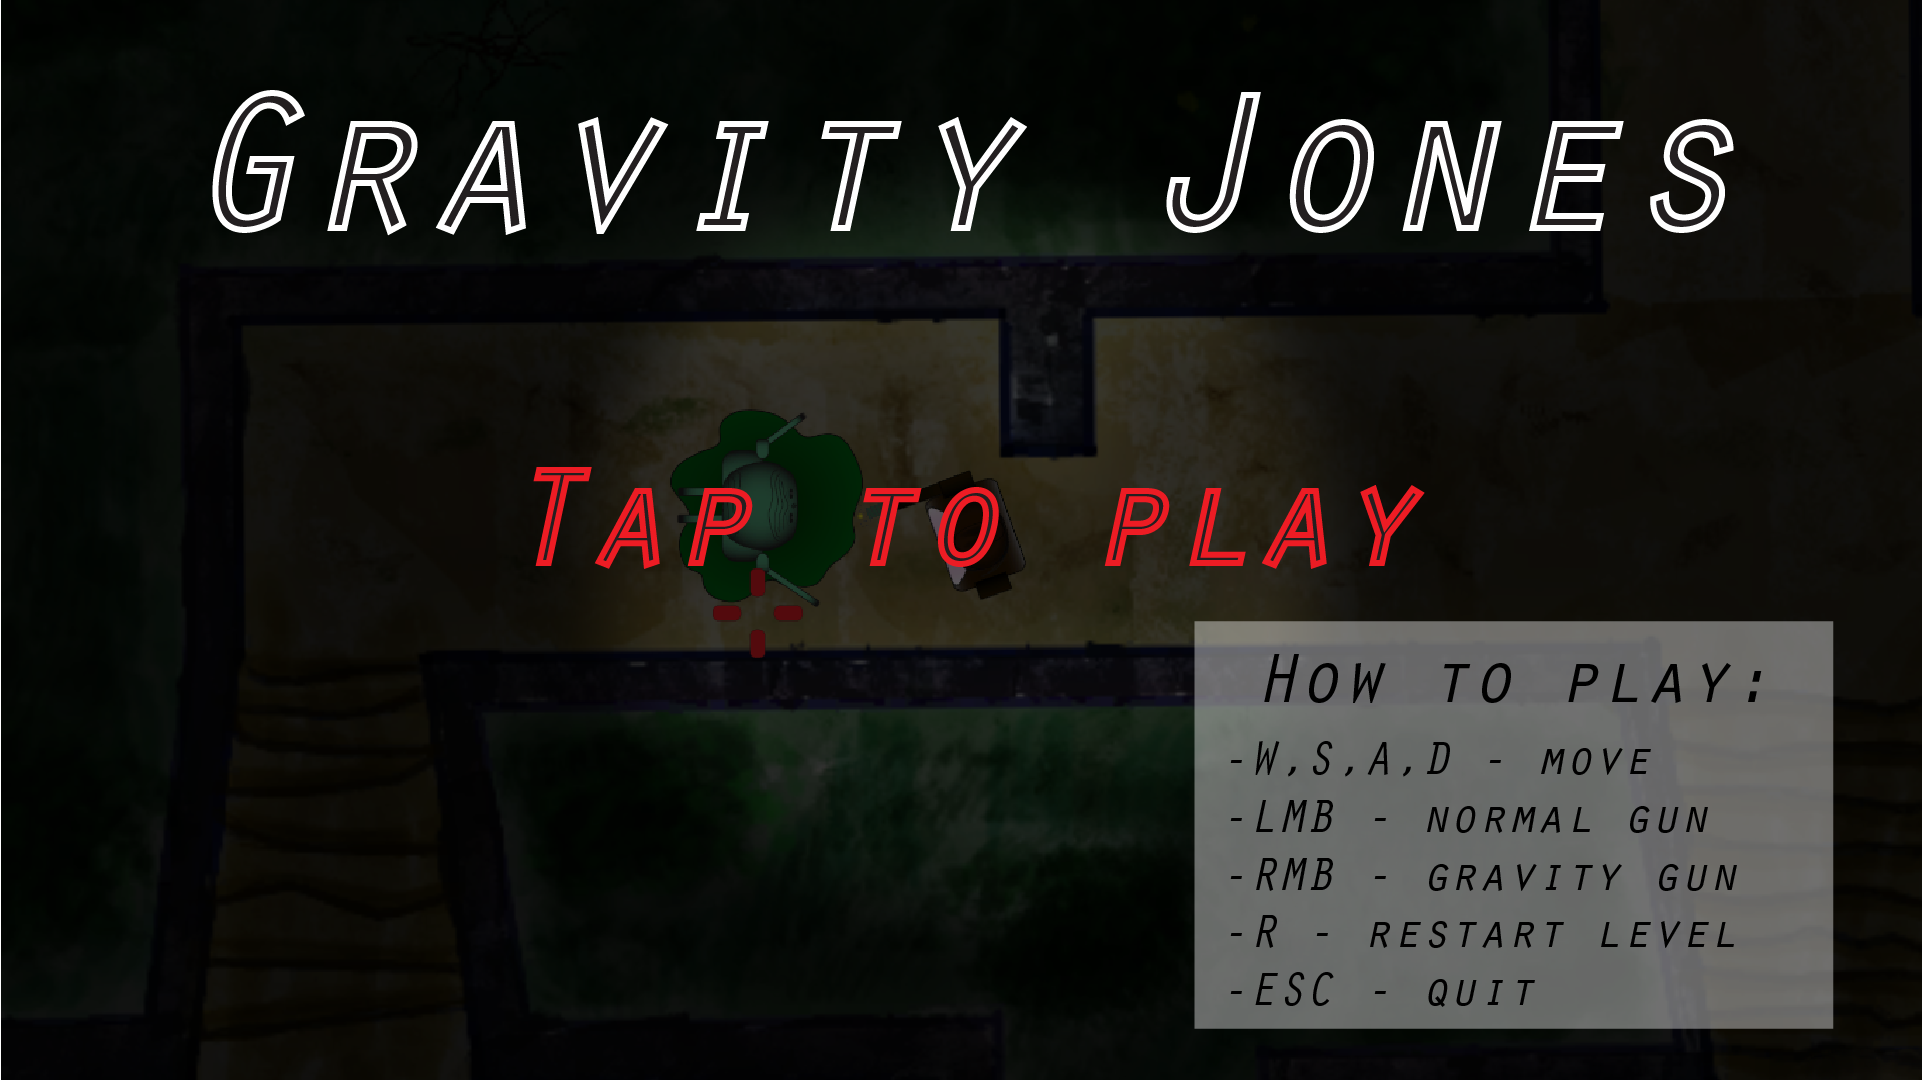 Gravity Jones
Tap to play
How to play:
-W,S,A,D - move
-LMB - normal gun
-RMB - gravity gun
-R - restart level
-ESC - quit